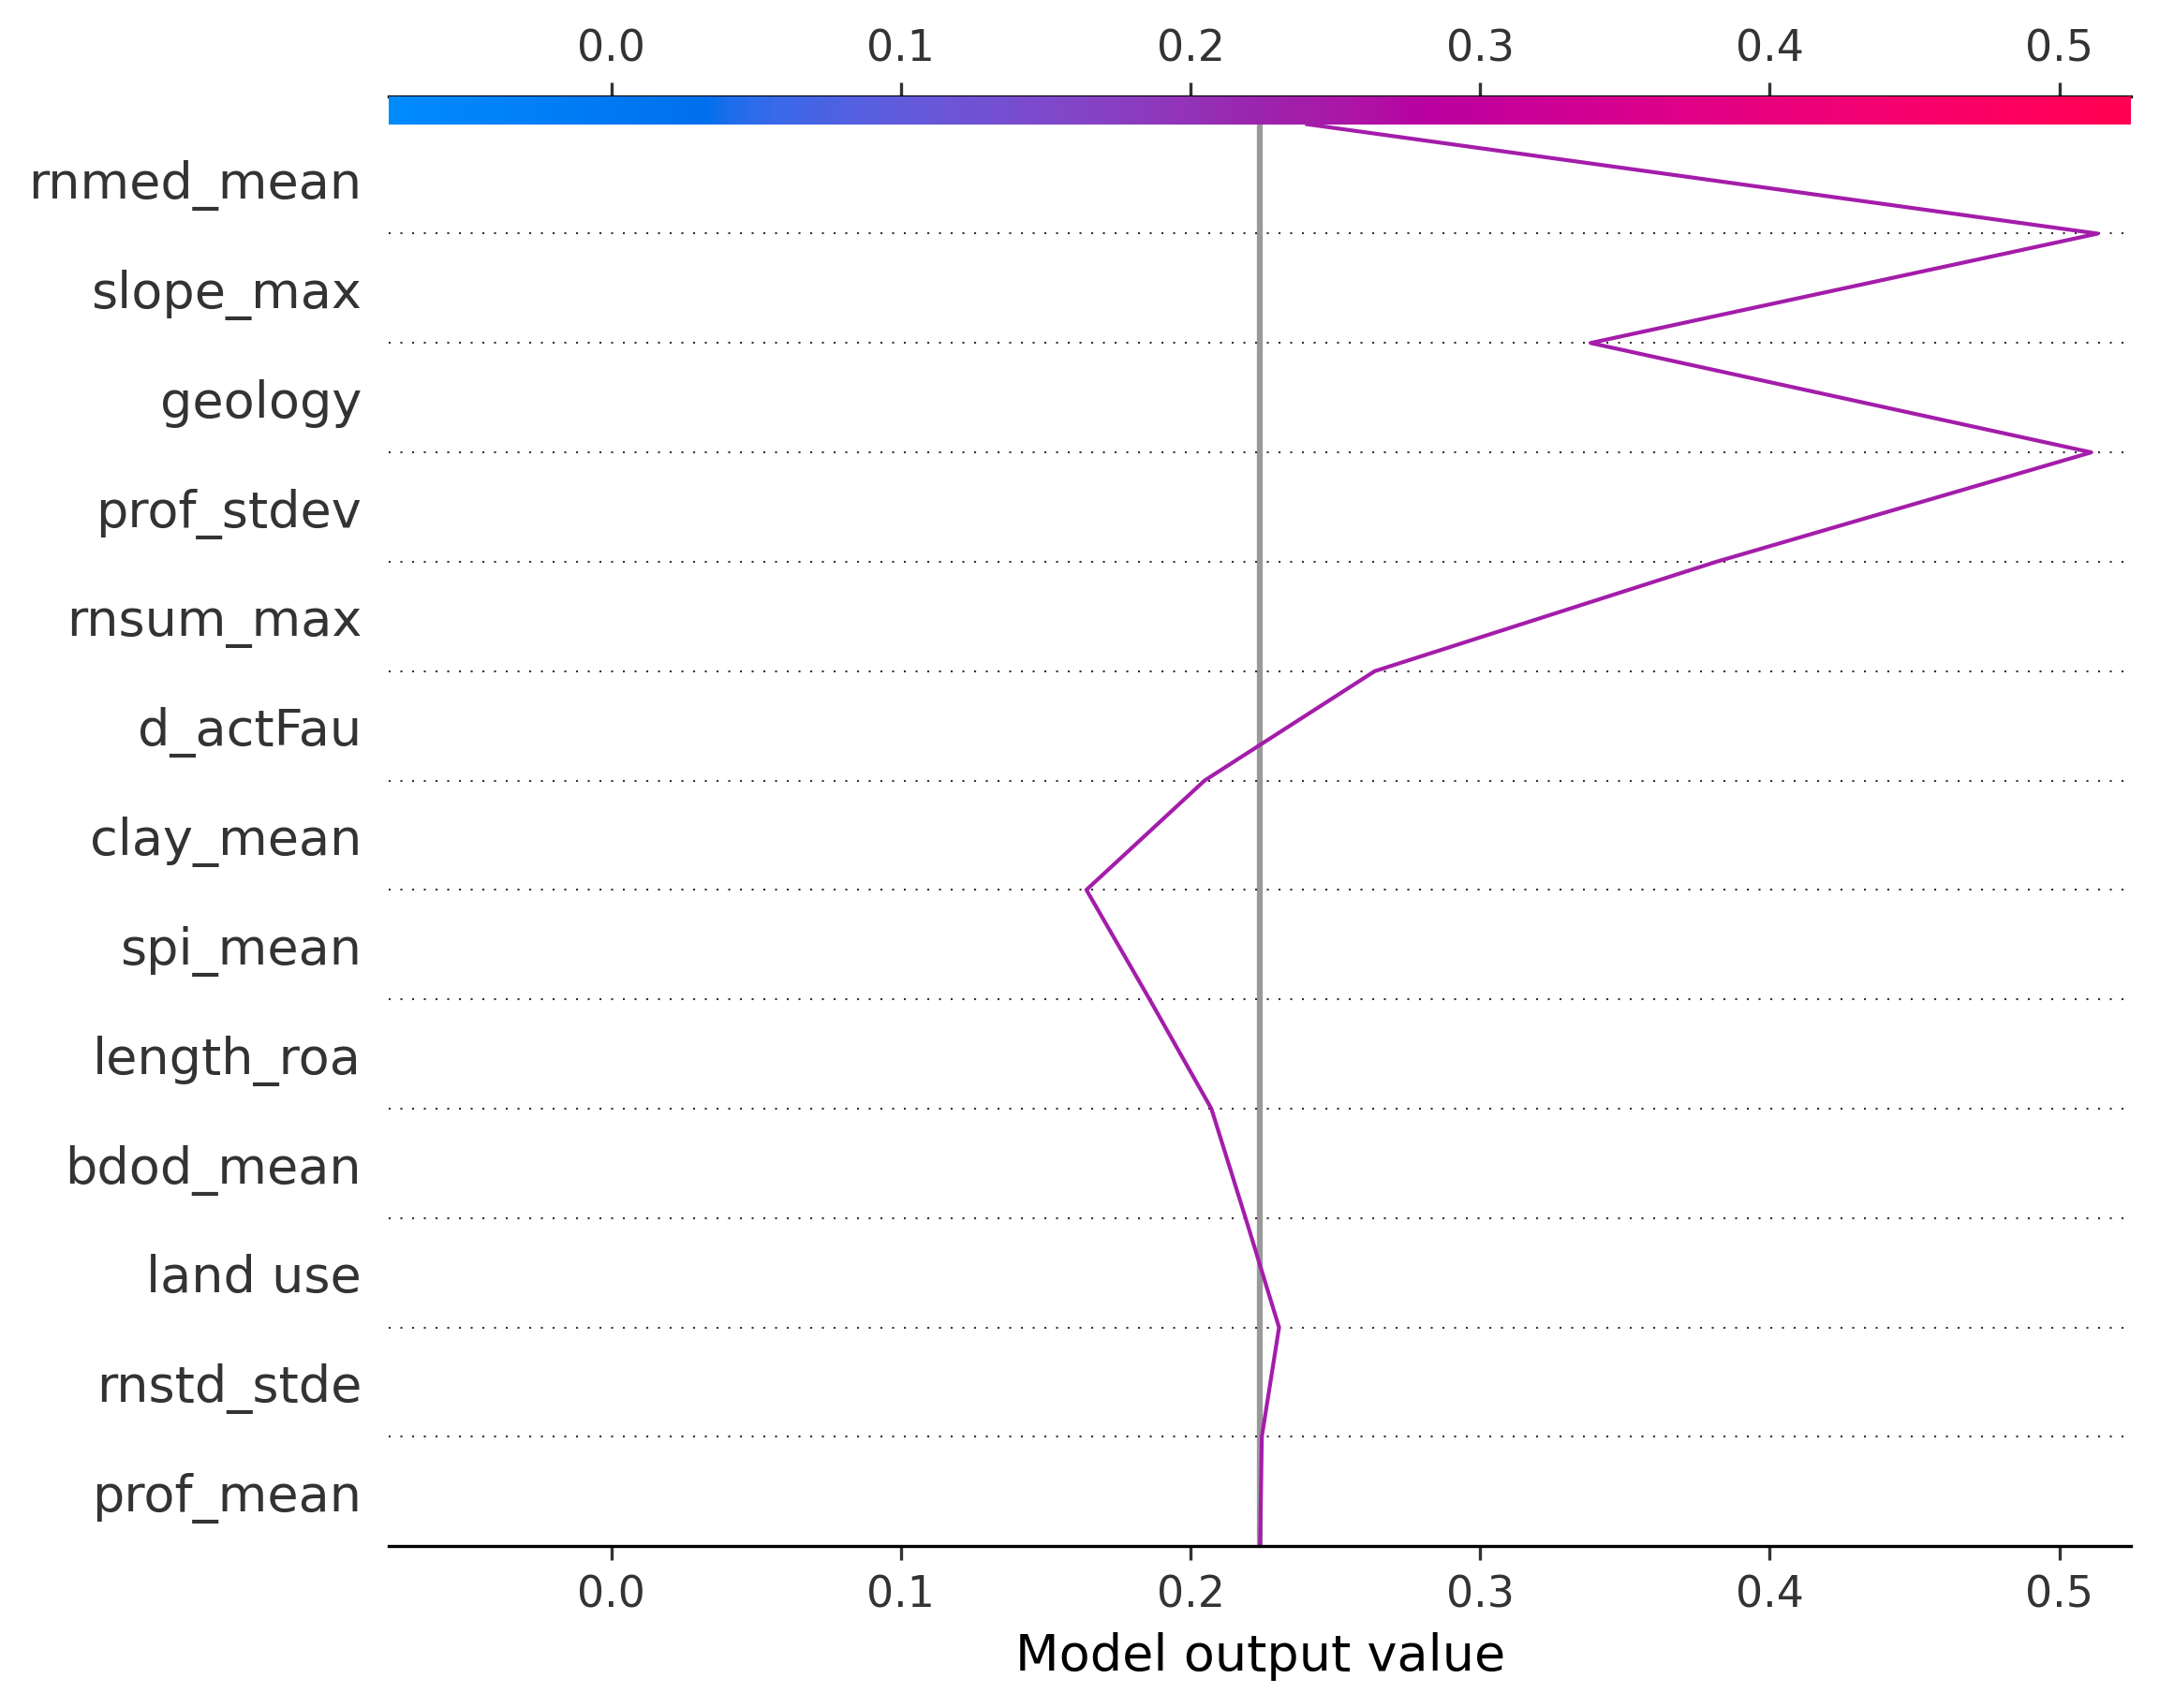 0.0 0.1 0.2 0.3 0.4 0.5
rnmed_mean
slope_max
geology
prof_stdev
rnsum_max
d_actFau
clay_mean
spi_mean
length_roa
bdod_mean
land use
rnstd_stde
prof_mean
0.0 0.1 0.2 0.3 0.4 0.5
Model output value